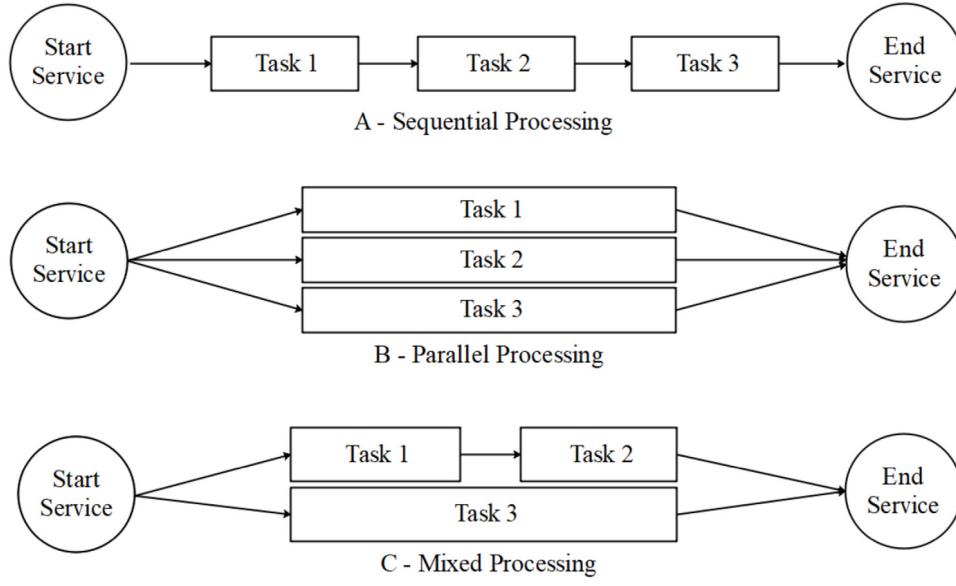 Start
Service
Task 1
Task 2
Task 3
End
Service
A - Sequential Processing
Start
Service
Task 1
Task 2
Task 3
End
Service
B - Parallel Processing
Start
Service
Task 1
Task 2
Task 3
End
Service
C - Mixed Processing